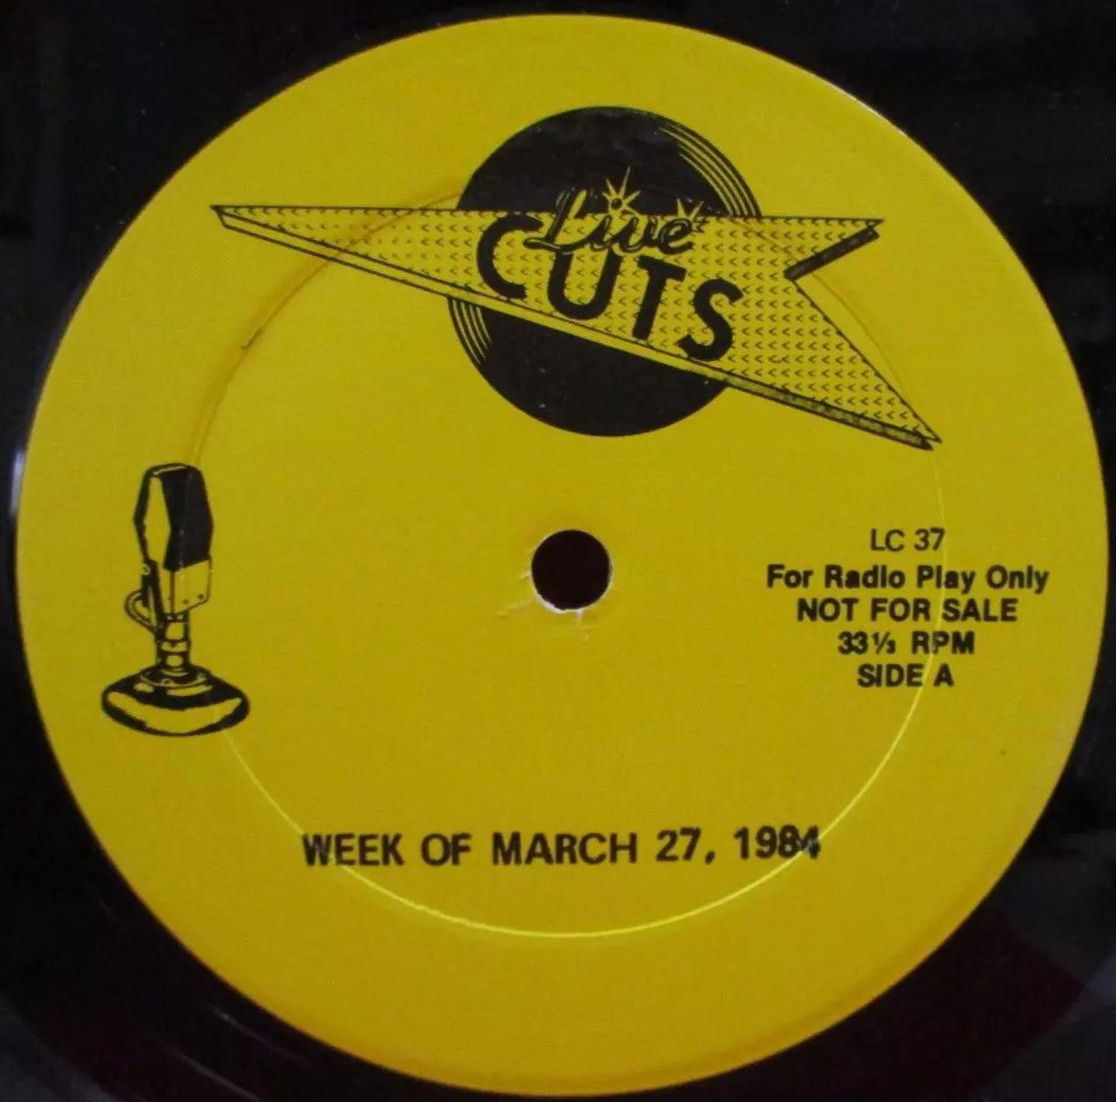 Live
CUTS
LC 37
For Radio Play Only
NOT FOR SALE
33⅓ RPM
SIDE A
WEEK OF MARCH 27, 1984